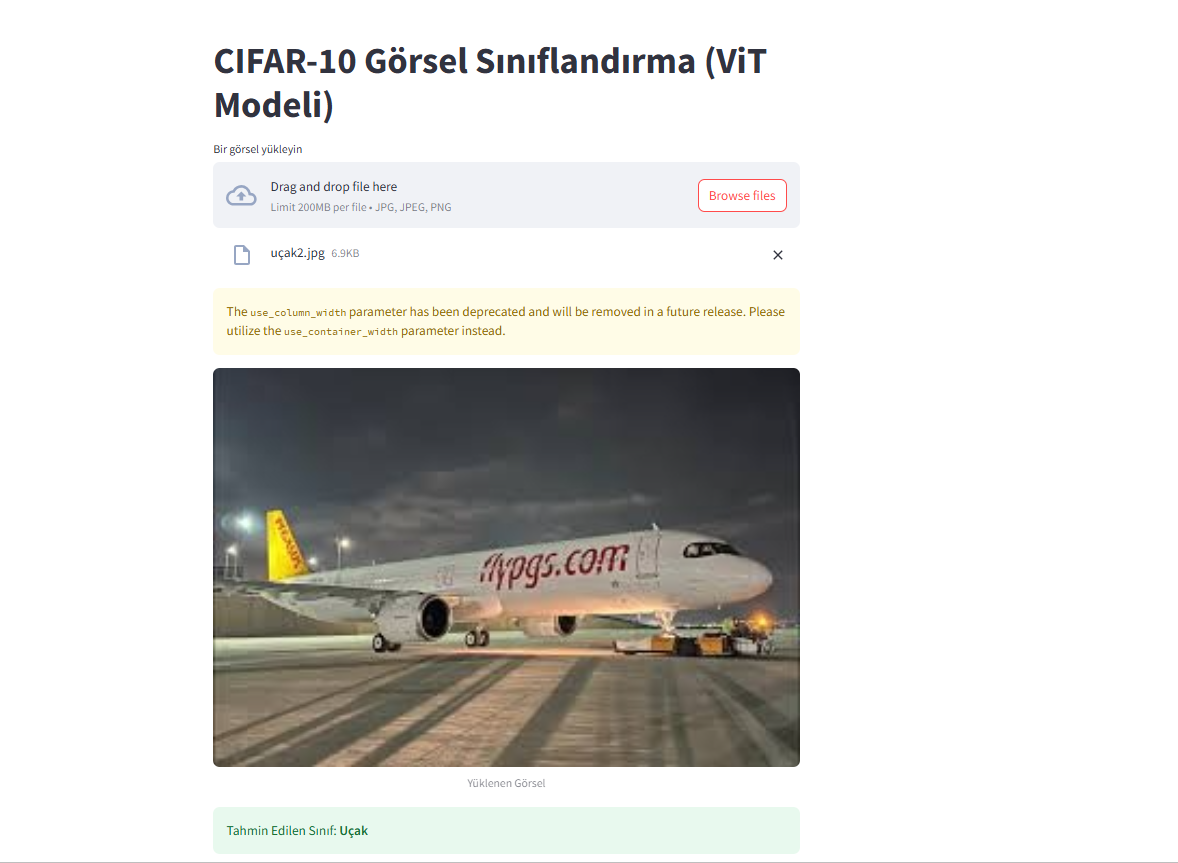 CIFAR-10 Görsel Sınıflandırma (ViT
Modeli)
Bir görsel yükleyin
Drag and drop file here
Limit 200MB per file • JPG, JPEG, PNG
Browse files
uçak2.jpg 6.9KB
The use_column_width parameter has been deprecated and will be removed in a future release. Please
utilize the use_container_width parameter instead.
PEGASUS
flypgs.com
Yüklenen Görsel
Tahmin Edilen Sınıf: Uçak